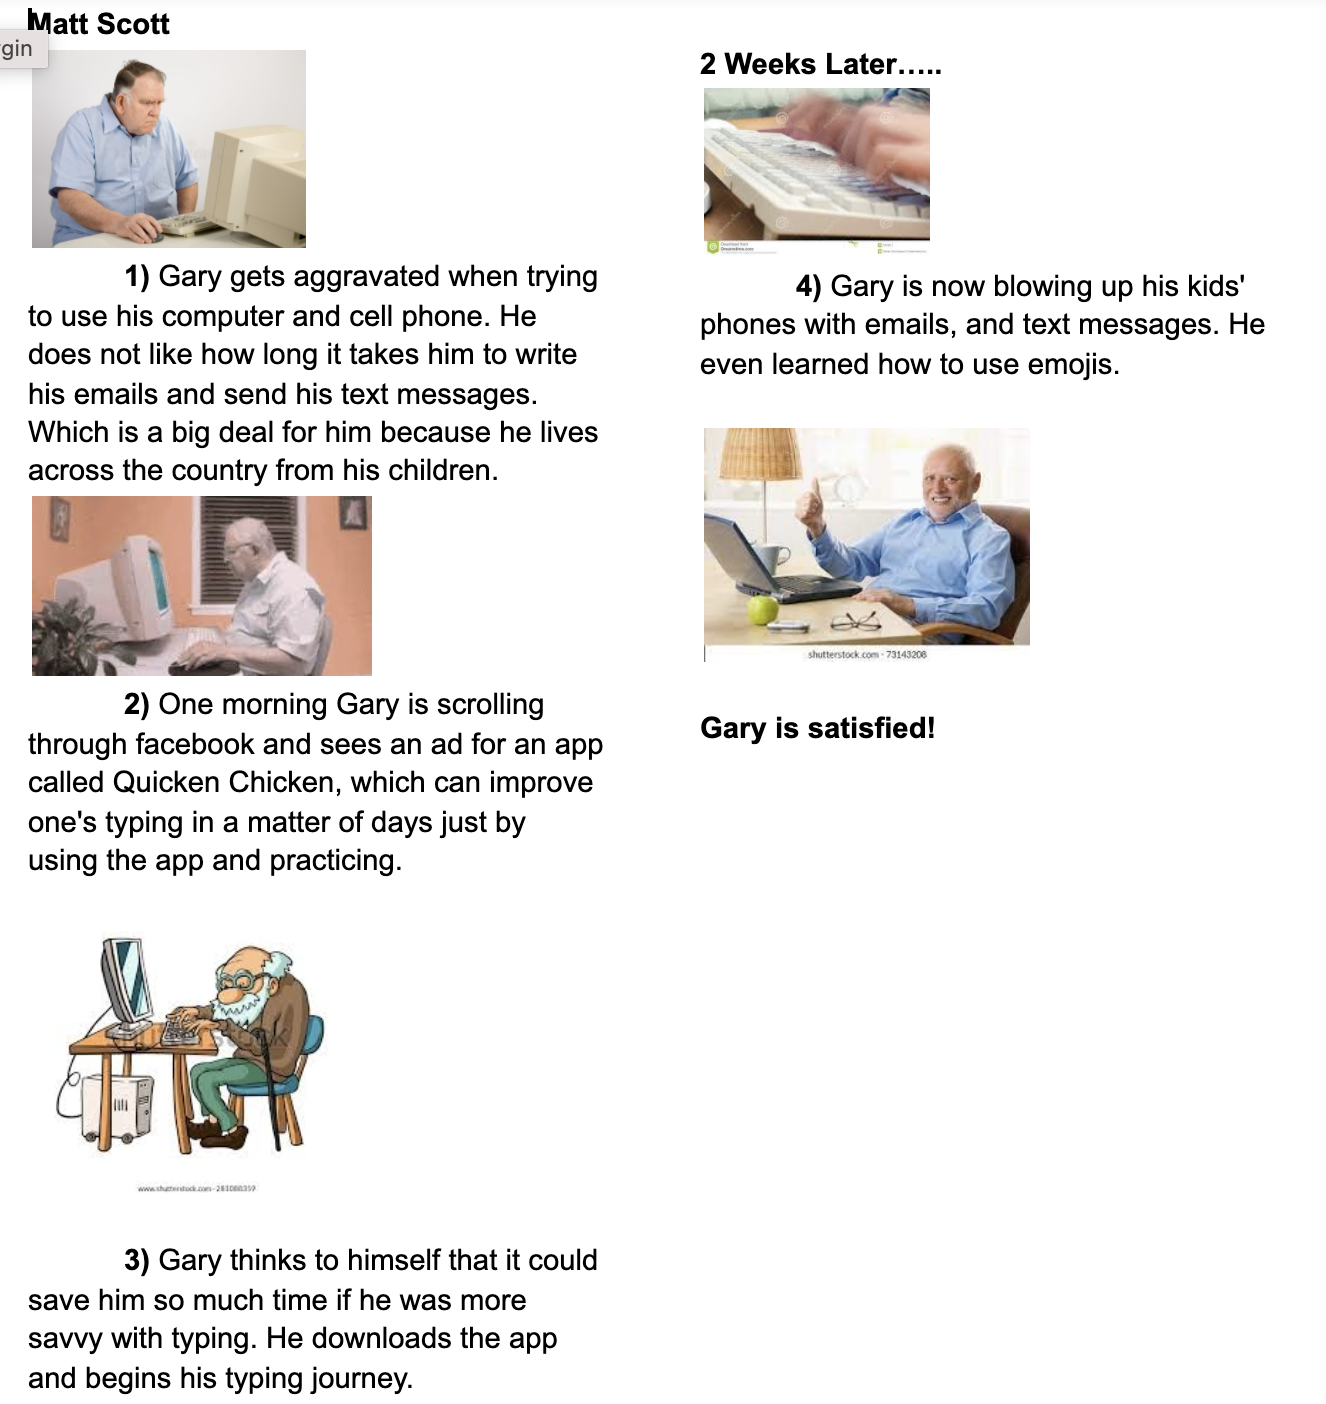 Matt Scott
gin
1) Gary gets aggravated when trying
to use his computer and cell phone. He
does not like how long it takes him to write
his emails and send his text messages.
Which is a big deal for him because he lives
across the country from his children.
2) One morning Gary is scrolling
through facebook and sees an ad for an app
called Quicken Chicken, which can improve
one's typing in a matter of days just by
using the app and practicing.
www.shutterstock.com · 281088359
3) Gary thinks to himself that it could
save him so much time if he was more
savvy with typing. He downloads the app
and begins his typing journey.
2 Weeks Later.....
Download from
Dreamstime.com
4) Gary is now blowing up his kids'
phones with emails, and text messages. He
even learned how to use emojis.
shutterstock.com · 73143208
Gary is satisfied!